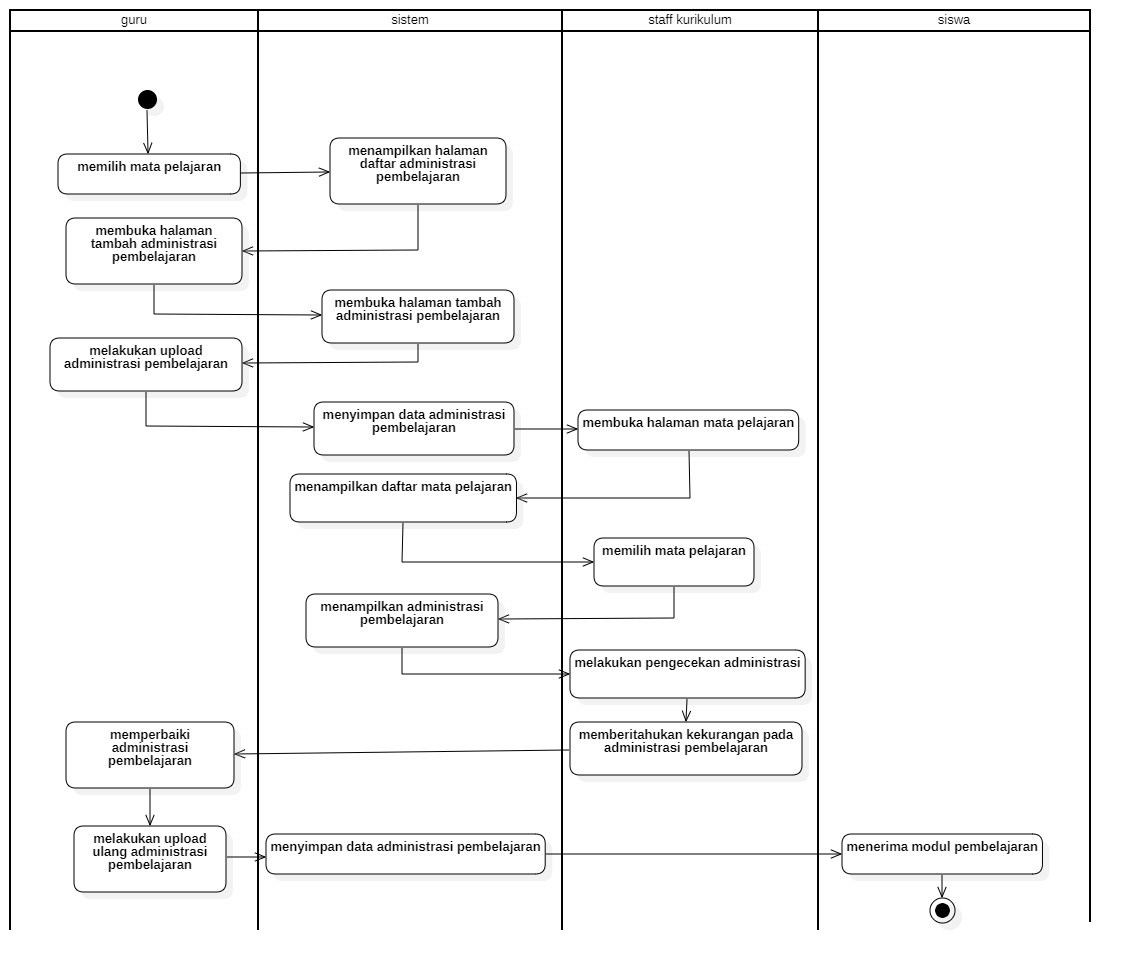 guru
sistem
staff kurikulum
siswa
memilih mata pelajaran
menampilkan halaman
daftar administrasi
pembelajaran
membuka halaman
tambah administrasi
pembelajaran
membuka halaman tambah
administrasi pembelajaran
melakukan upload
administrasi pembelajaran
menyimpan data administrasi
pembelajaran
membuka halaman mata pelajaran
menampilkan daftar mata pelajaran
memilih mata pelajaran
menampilkan administrasi
pembelajaran
melakukan pengecekan administrasi
memberitahukan kekurangan pada
administrasi pembelajaran
memperbaiki
administrasi
pembelajaran
melakukan upload
ulang administrasi
pembelajaran
menyimpan data administrasi pembelajaran
menerima modul pembelajaran